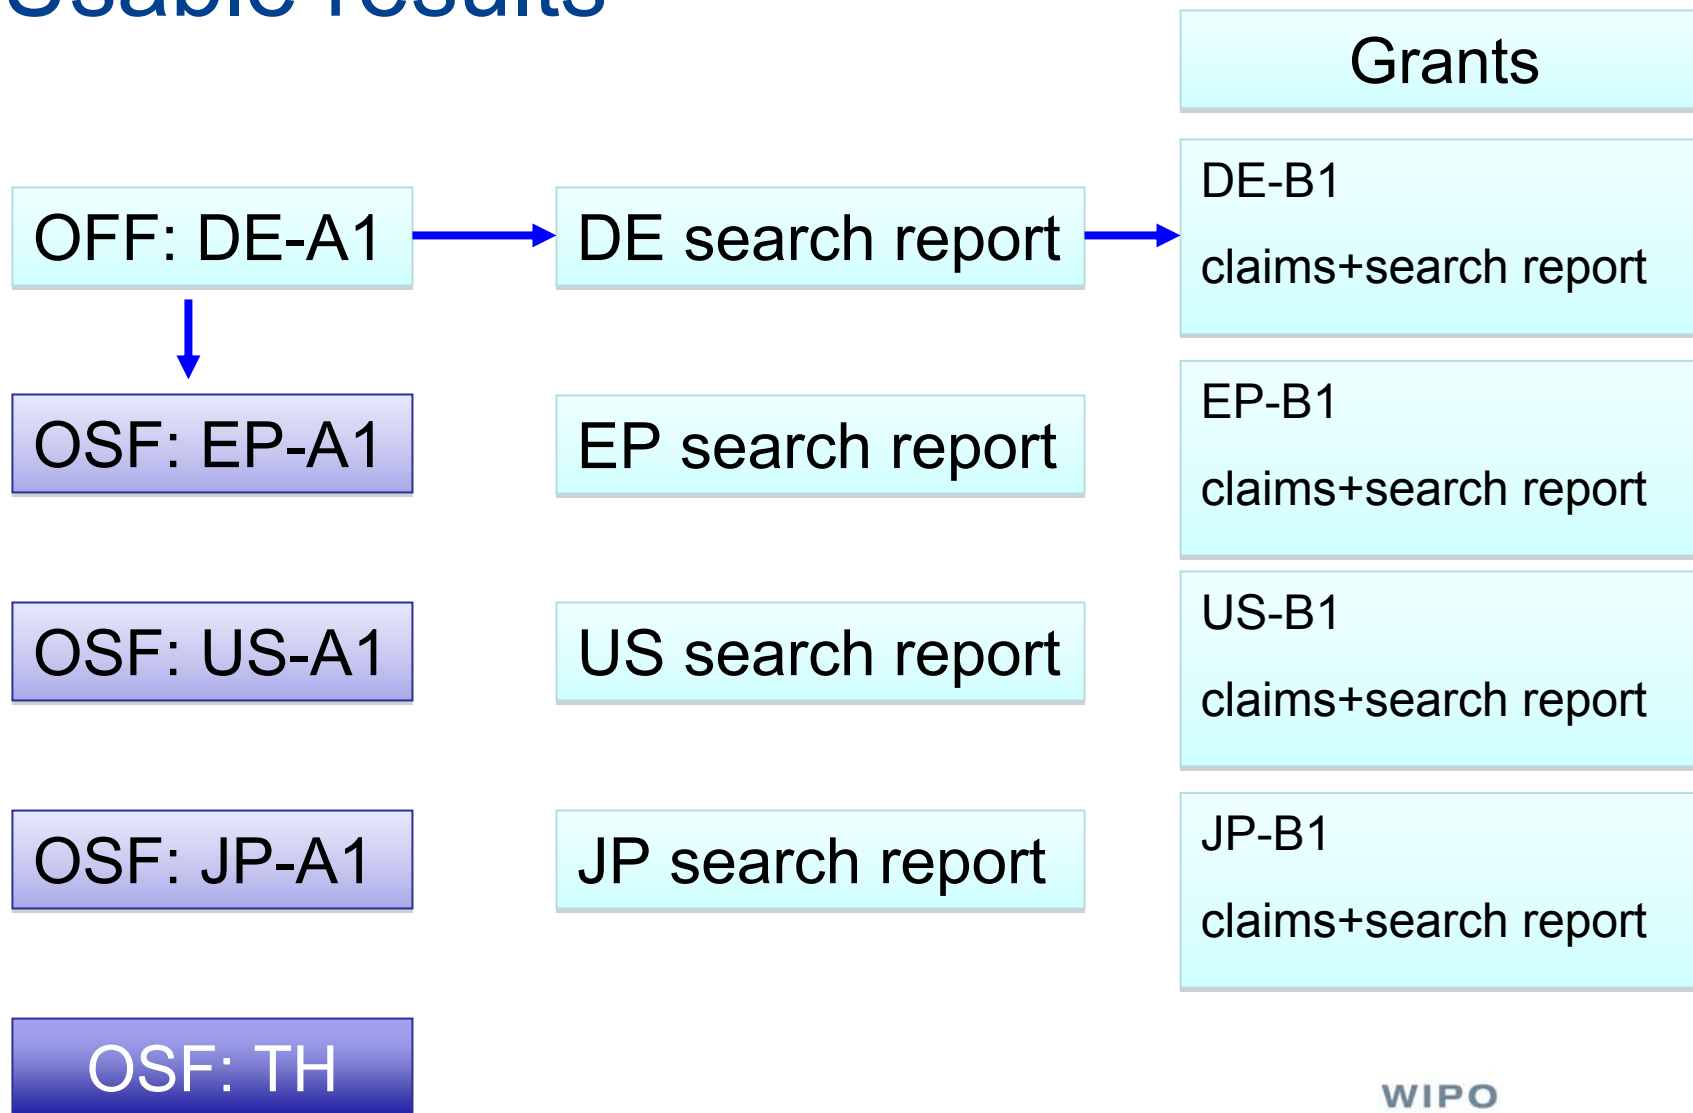 Usable results
Grants
OFF: DE-A1
DE search report
DE-B1
claims+search report
OSF: EP-A1
EP search report
EP-B1
claims+search report
OSF: US-A1
US search report
US-B1
claims+search report
OSF: JP-A1
JP search report
JP-B1
claims+search report
OSF: TH
WIPO